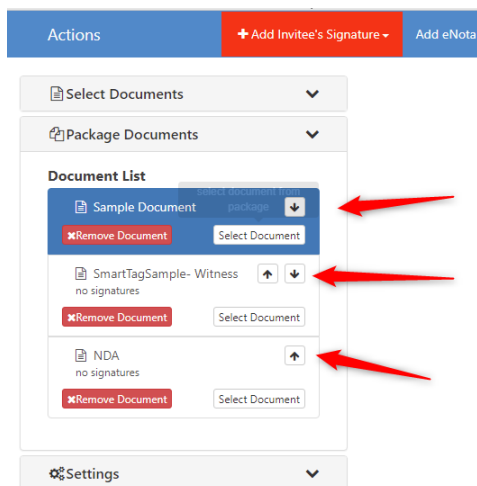 Actions
+ Add Invitee's Signature
Add eNota
Select Documents
Package Documents
Document List
select document from
package
Sample Document
×Remove Document
Select Document
SmartTagSample- Witness
no signatures
×Remove Document
Select Document
NDA
no signatures
×Remove Document
Select Document
Settings